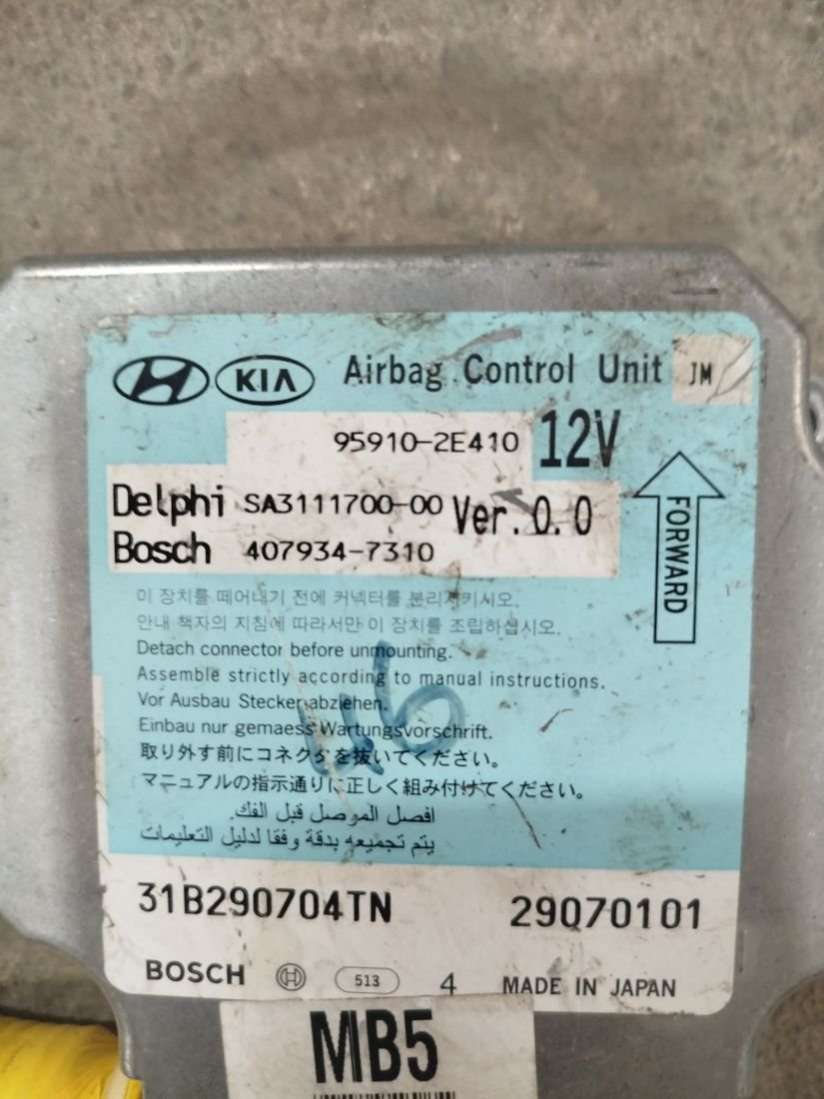 KIA Airbag Control Unit JM
95910-2E410 12V
Delphi SA3111700-00 Ver.0.0
Bosch 407934-7310
FORWARD
이 장치를 떼어내기 전에 커넥터를 분리시키시오.
안내 책자의 지침에 따라서만 이 장치를 조립하십시오.
Detach connector before unmounting.
Assemble strictly according to manual instructions.
Vor Ausbau Stecker abziehen.
Einbau nur gemaess Wartungsvorschrift.
46
取り外す前にコネクタを抜いてください。
マニュアルの指示通りに正しく組み付けてください。
افصل الموصل قبل الفك.
يتم تجميعه بدقة وفقا لدليل التعليمات
31B290704TN 29070101
BOSCH 513 4 MADE IN JAPAN
MB5